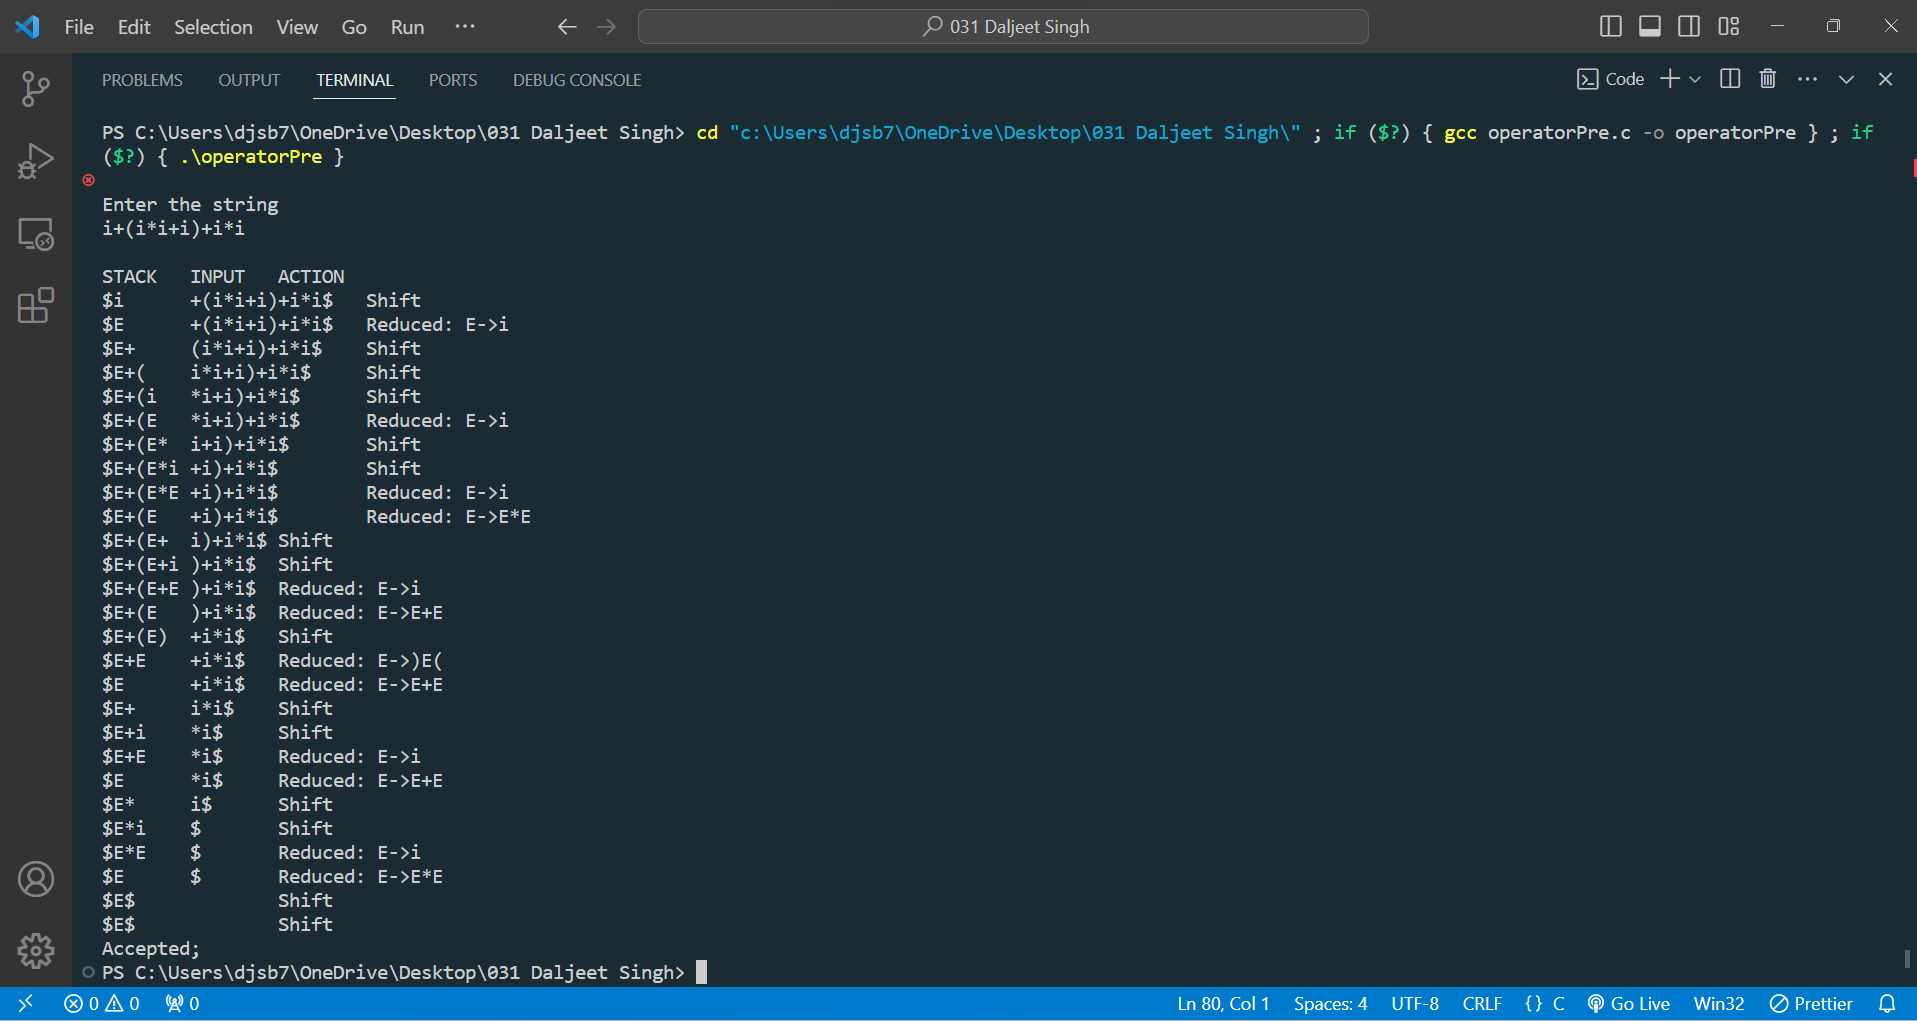 File Edit Selection View Go Run ··· 031 Daljeet Singh
PROBLEMS OUTPUT TERMINAL PORTS DEBUG CONSOLE Code
PS C:\Users\djsb7\OneDrive\Desktop\031 Daljeet Singh> cd "c:\Users\djsb7\OneDrive\Desktop\031 Daljeet Singh\" ; if ($?) { gcc operatorPre.c -o operatorPre } ; if
($?) { .\operatorPre }
Enter the string
i+(i*i+i)+i*i
STACK INPUT ACTION
$i +(i*i+i)+i*i$ Shift
$E +(i*i+i)+i*i$ Reduced: E->i
$E+ (i*i+i)+i*i$ Shift
$E+( i*i+i)+i*i$ Shift
$E+(i *i+i)+i*i$ Shift
$E+(E *i+i)+i*i$ Reduced: E->i
$E+(E* i+i)+i*i$ Shift
$E+(E*i +i)+i*i$ Shift
$E+(E*E +i)+i*i$ Reduced: E->i
$E+(E +i)+i*i$ Reduced: E->E*E
$E+(E+ i)+i*i$ Shift
$E+(E+i )+i*i$ Shift
$E+(E+E )+i*i$ Reduced: E->i
$E+(E )+i*i$ Reduced: E->E+E
$E+(E) +i*i$ Shift
$E+E +i*i$ Reduced: E->)E(
$E +i*i$ Reduced: E->E+E
$E+ i*i$ Shift
$E+i *i$ Shift
$E+E *i$ Reduced: E->i
$E *i$ Reduced: E->E+E
$E* i$ Shift
$E*i $ Shift
$E*E $ Reduced: E->i
$E $ Reduced: E->E*E
$E$ Shift
$E$ Shift
Accepted;
PS C:\Users\djsb7\OneDrive\Desktop\031 Daljeet Singh>
0 0 0 Ln 80, Col 1 Spaces: 4 UTF-8 CRLF {} C Go Live Win32 Prettier